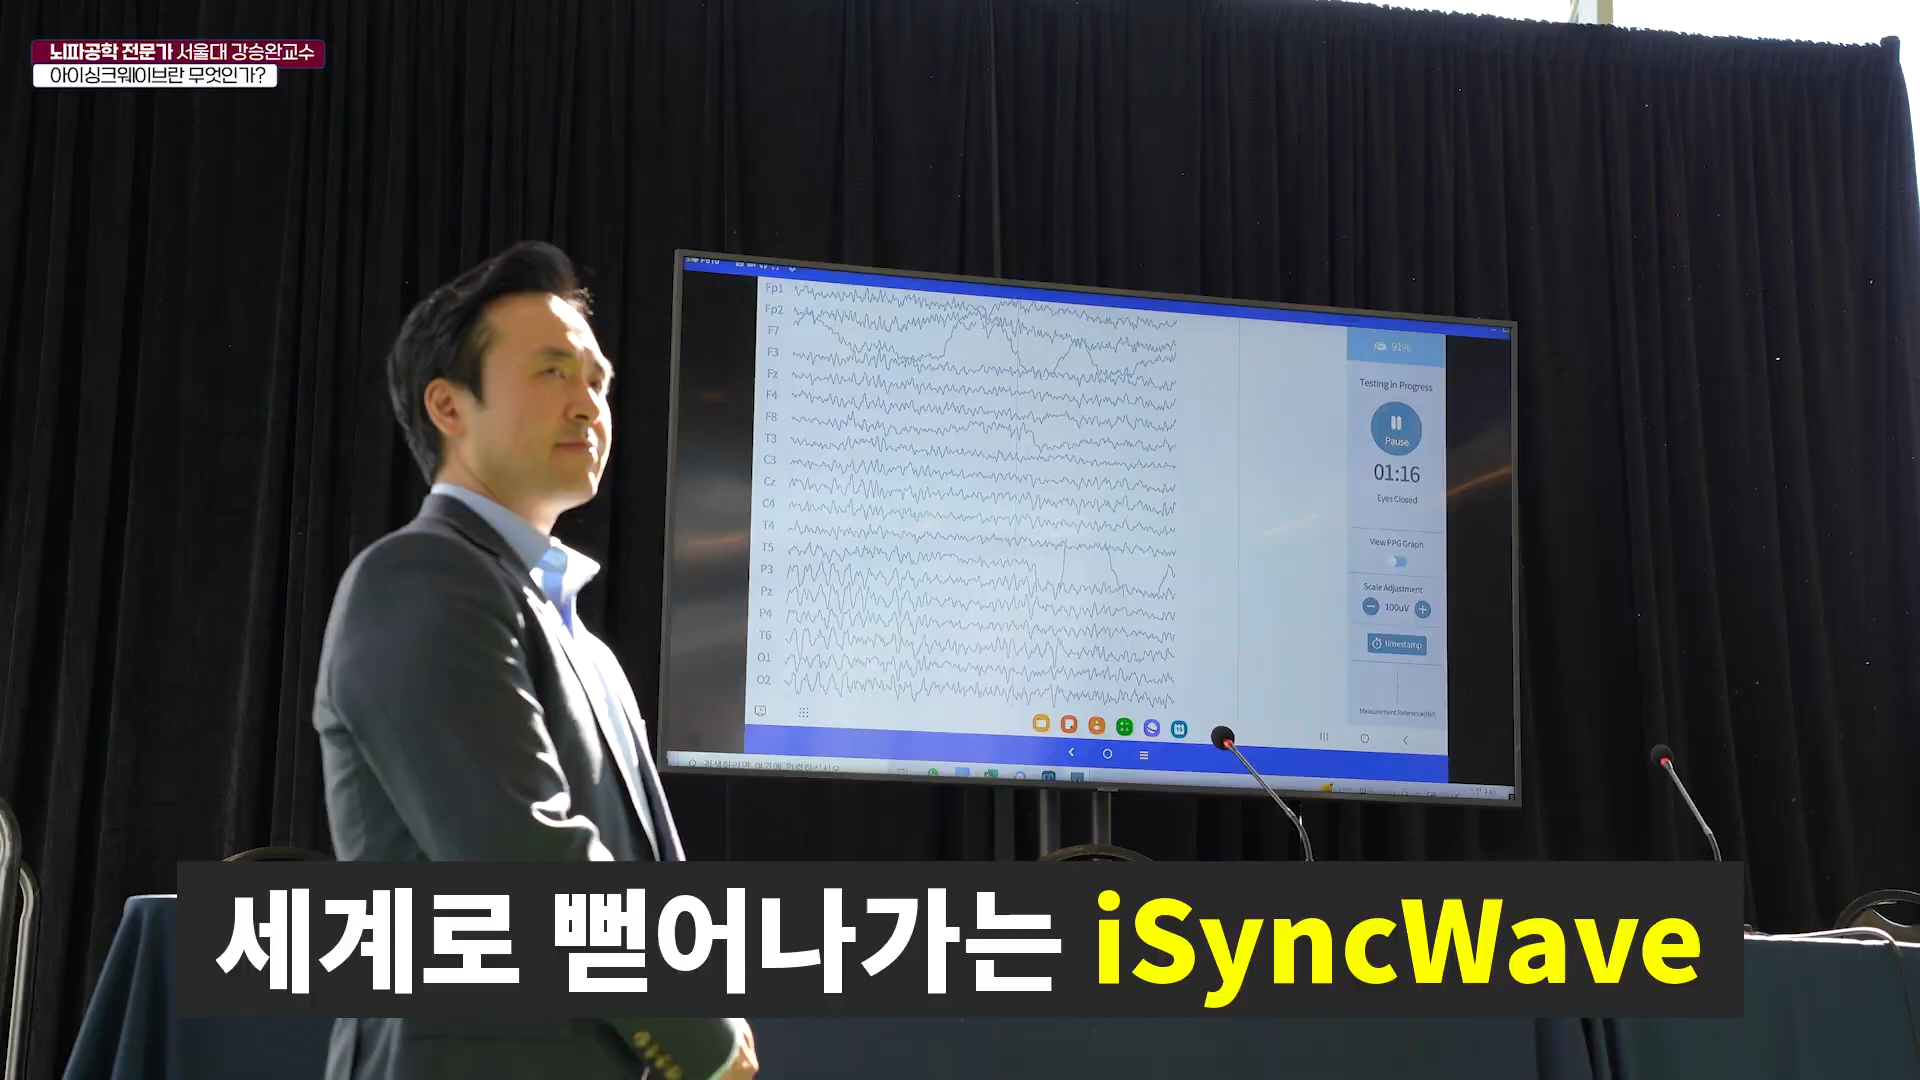 뇌파공학 전문가 서울대 강승완교수
아이싱크웨이브란 무엇인가?
Fp1
Fp2
F7
F3
Fz
F4
F8
T3
C3
Cz
C4
T4
T5
P3
Pz
P4
T6
O1
O2
91%
Testing in Progress
Pause
01:16
Eyes Closed
View PPG Graph
Scale Adjustment
100uV
timestamp
Measurement Reference(Ref)
세계로 뻗어나가는 iSyncWave